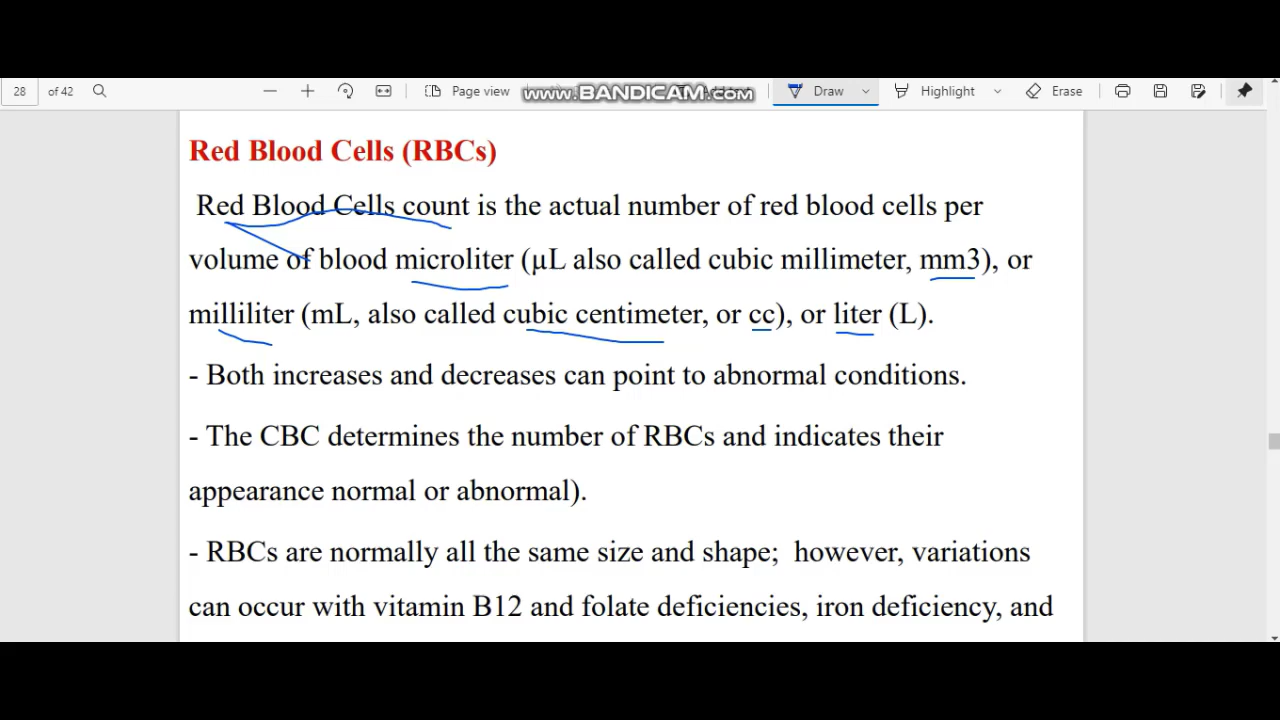 28 of 42 Page view www.BANDICAM.com Draw Highlight Erase
Red Blood Cells (RBCs)
Red Blood Cells count is the actual number of red blood cells per
volume of blood microliter (µL also called cubic millimeter, mm3), or
milliliter (mL, also called cubic centimeter, or cc), or liter (L).
- Both increases and decreases can point to abnormal conditions.
- The CBC determines the number of RBCs and indicates their
appearance normal or abnormal).
- RBCs are normally all the same size and shape;  however, variations
can occur with vitamin B12 and folate deficiencies, iron deficiency, and